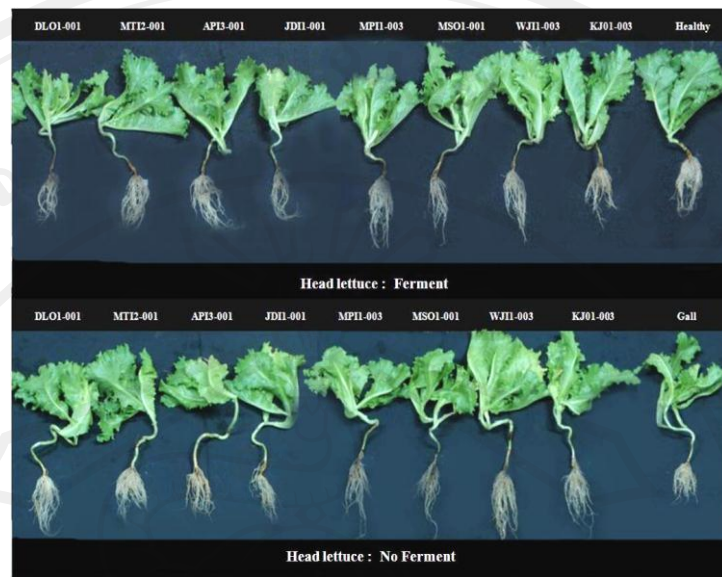 DLO1-001 MTI2-001 API3-001 JDI1-001 MPI1-003 MSO1-001 WJI1-003 KJ01-003 Healthy
Head lettuce : Ferment
DLO1-001 MTI2-001 API3-001 JDI1-001 MPI1-003 MSO1-001 WJI1-003 KJ01-003 Gall
Head lettuce : No Ferment